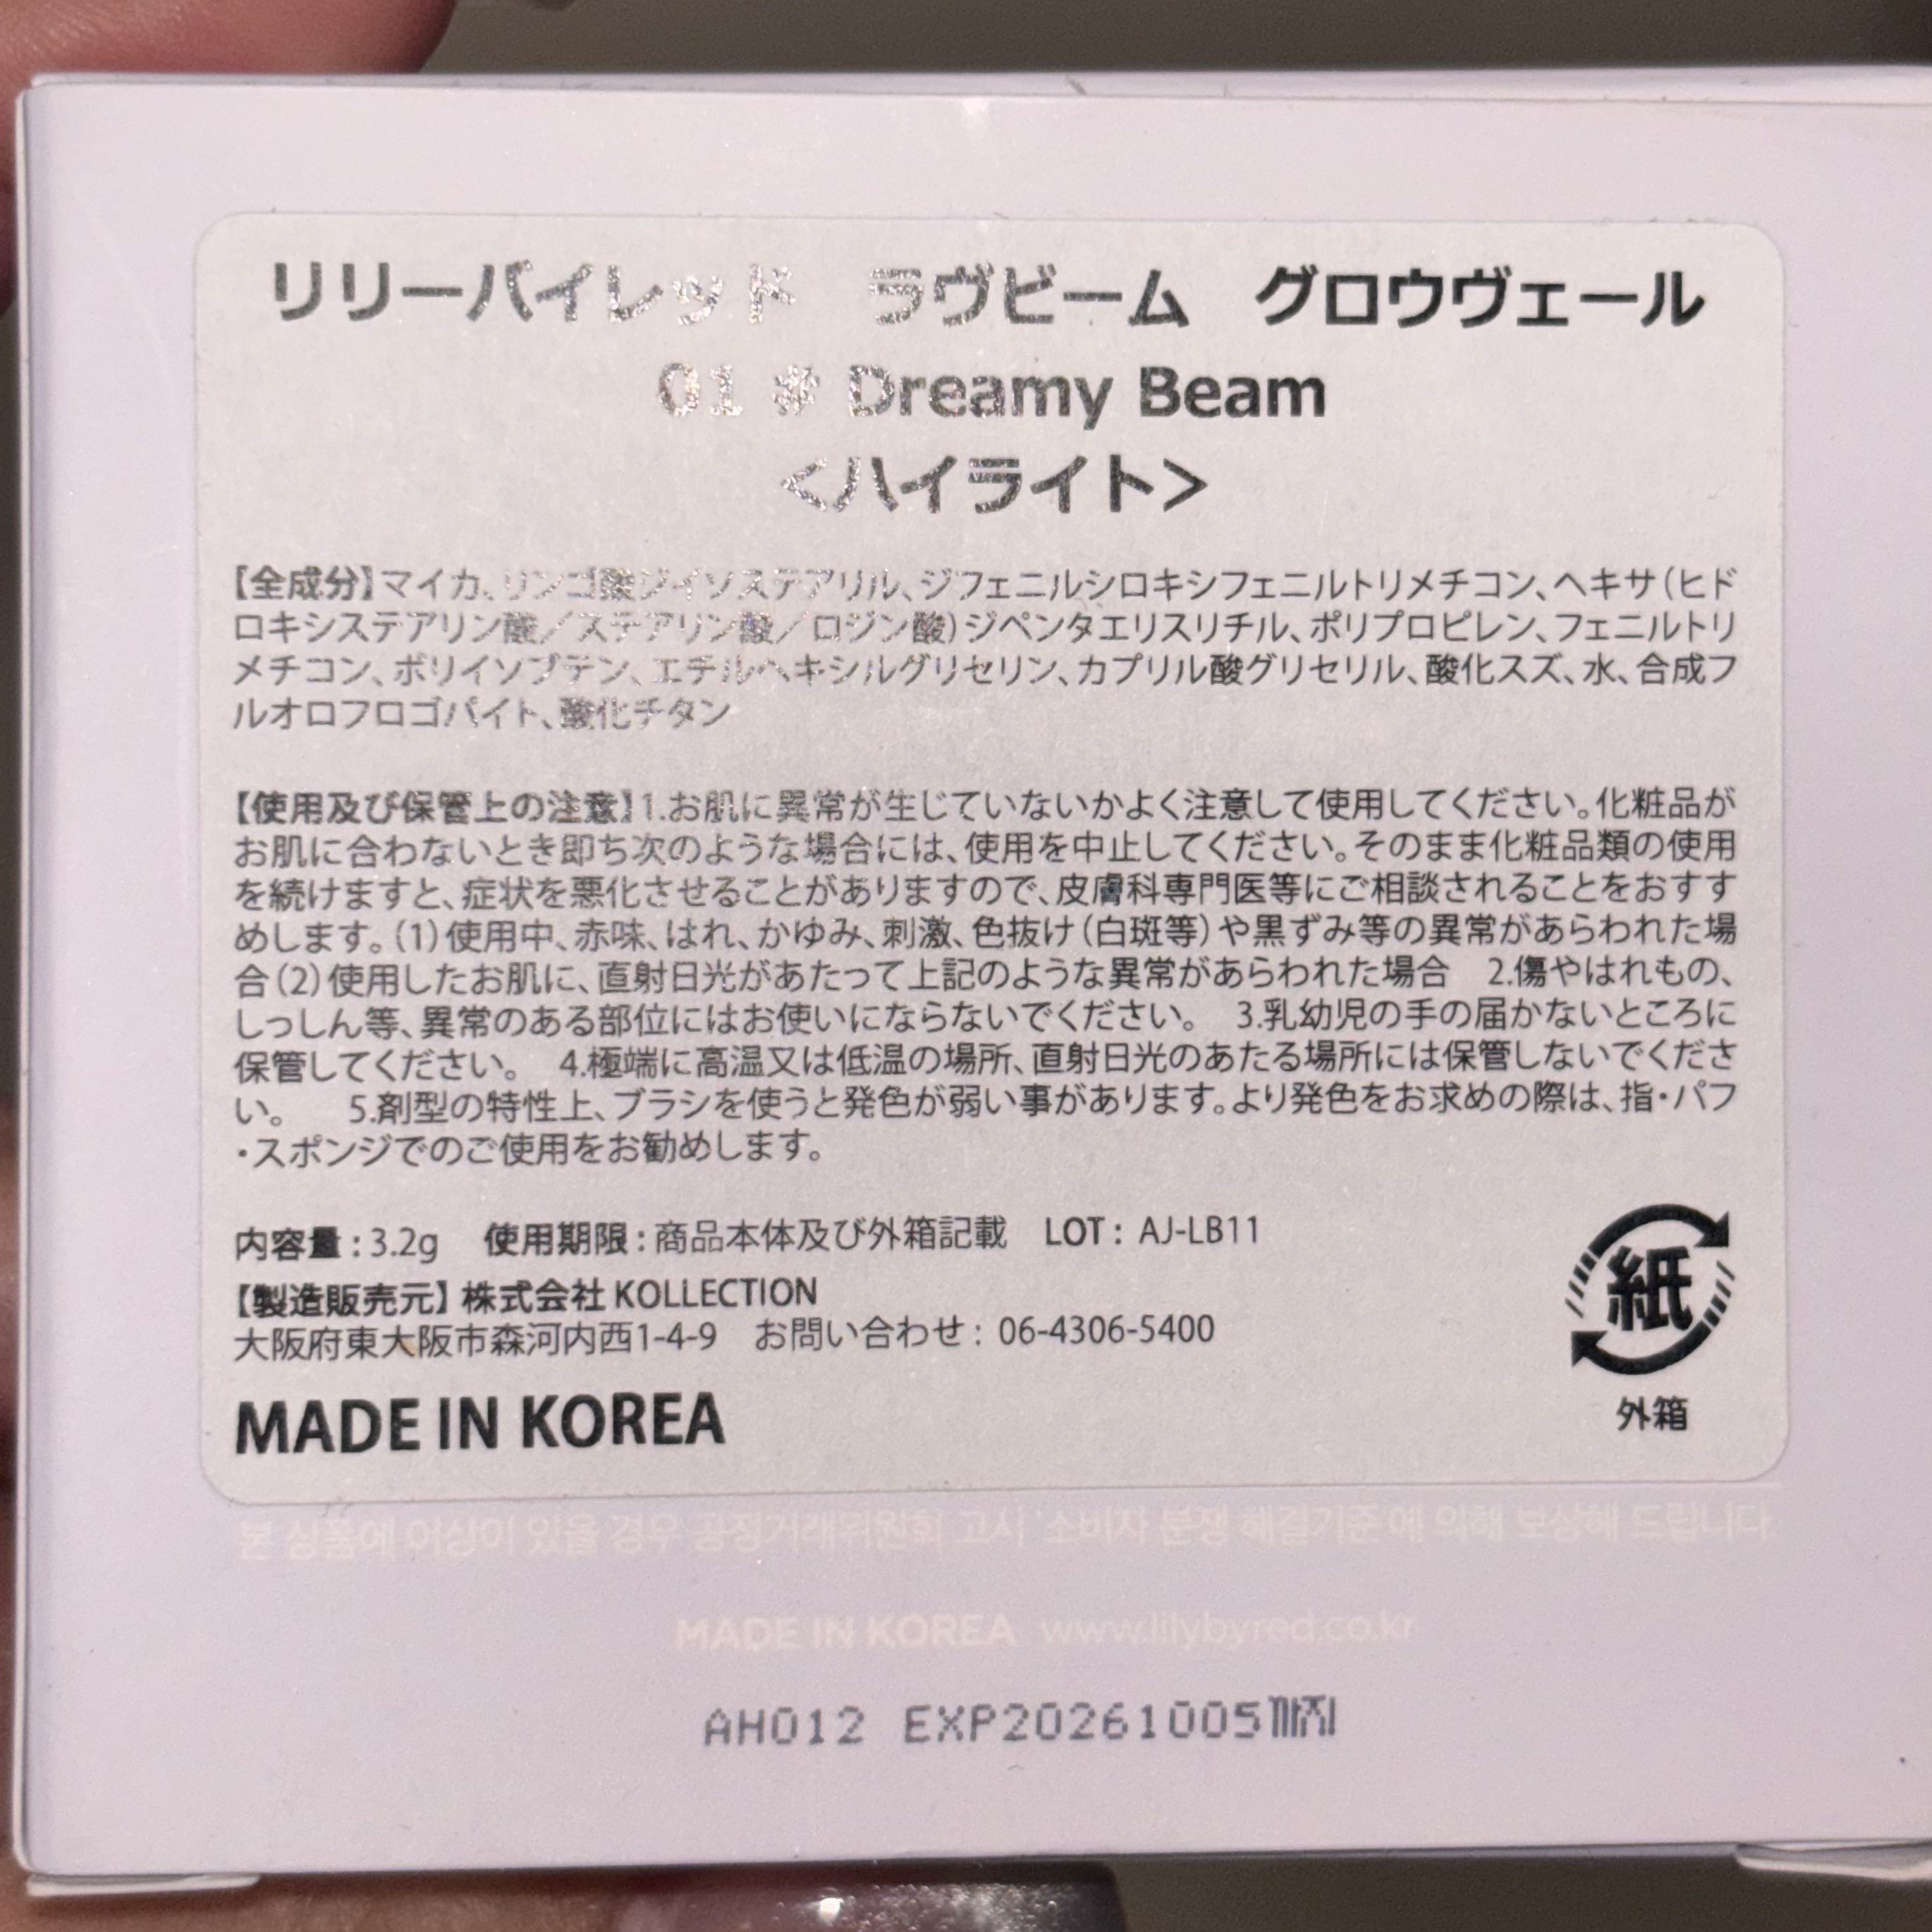 リリーバイレッド　ラヴビーム　グロウヴェール
01 # Dreamy Beam
<ハイライト>
【全成分】マイカ、リンゴ酸ジイソステアリル、ジフェニルシロキシフェニルトリメチコン、ヘキサ(ヒド
ロキシステアリン酸／ステアリン酸／ロジン酸)ジペンタエリスリチル、ポリプロピレン、フェニルトリ
メチコン、ポリイソブテン、エチルヘキシルグリセリン、カプリル酸グリセリル、酸化スズ、水、合成フ
ルオロフロゴパイト、酸化チタン
【使用及び保管上の注意】1.お肌に異常が生じていないかよく注意して使用してください。化粧品が
お肌に合わないとき即ち次のような場合には、使用を中止してください。そのまま化粧品類の使用
を続けますと、症状を悪化させることがありますので、皮膚科専門医等にご相談されることをおすす
めします。(1)使用中、赤味、はれ、かゆみ、刺激、色抜け(白斑等)や黒ずみ等の異常があらわれた場
合(2)使用したお肌に、直射日光があたって上記のような異常があらわれた場合　2.傷やはれもの、
しっしん等、異常のある部位にはお使いにならないでください。　3.乳幼児の手の届かないところに
保管してください。　4.極端に高温又は低温の場所、直射日光のあたる場所には保管しないでくださ
い。　5.剤型の特性上、ブラシを使うと発色が弱い事があります。より発色をお求めの際は、指・パフ
・スポンジでのご使用をお勧めします。
内容量：3.2g　使用期限：商品本体及び外箱記載　LOT： AJ-LB11
【製造販売元】株式会社 KOLLECTION
大阪府東大阪市森河内西1-4-9　お問い合わせ： 06-4306-5400
MADE IN KOREA
紙
外箱
본 상품에 이상이 있을 경우 공정거래위원회 고시 '소비자 분쟁 해결기준'에 의해 보상해 드립니다.
MADE IN KOREA www.lilybyred.co.kr
AH012 EXP20261005까지